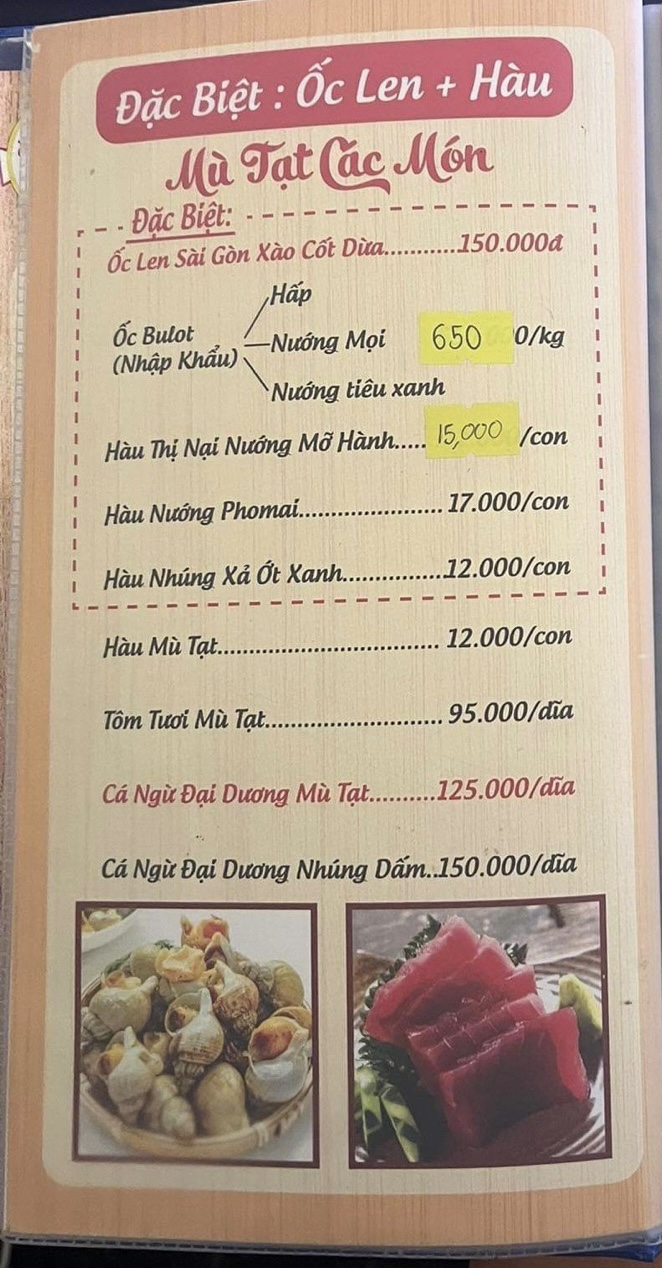 Đặc Biệt : Ốc Len + Hàu
Mù Tạt Các Món
Đặc Biệt:
Ốc Len Sài Gòn Xào Cốt Dừa...........150.000đ
Hấp
Ốc Bulot
(Nhập Khẩu)
Nướng Mọi 650 0/kg
Nướng tiêu xanh
Hàu Thị Nại Nướng Mỡ Hành..... 15,000 /con
Hàu Nướng Phomai...................... 17.000/con
Hàu Nhúng Xả Ớt Xanh................12.000/con
Hàu Mù Tạt.................................. 12.000/con
Tôm Tươi Mù Tạt........................... 95.000/dĩa
Cá Ngừ Đại Dương Mù Tạt..........125.000/dĩa
Cá Ngừ Đại Dương Nhúng Dấm..150.000/dĩa